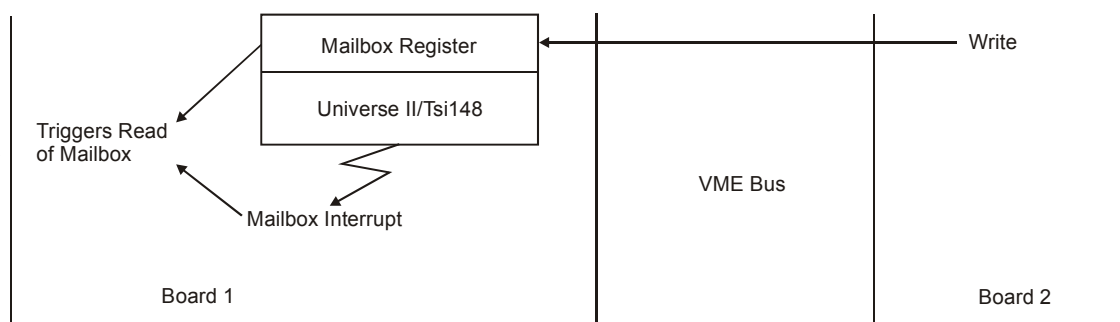 Mailbox Register
Write
Universe II/Tsi148
Triggers Read
of Mailbox
VME Bus
Mailbox Interrupt
Board 1
Board 2